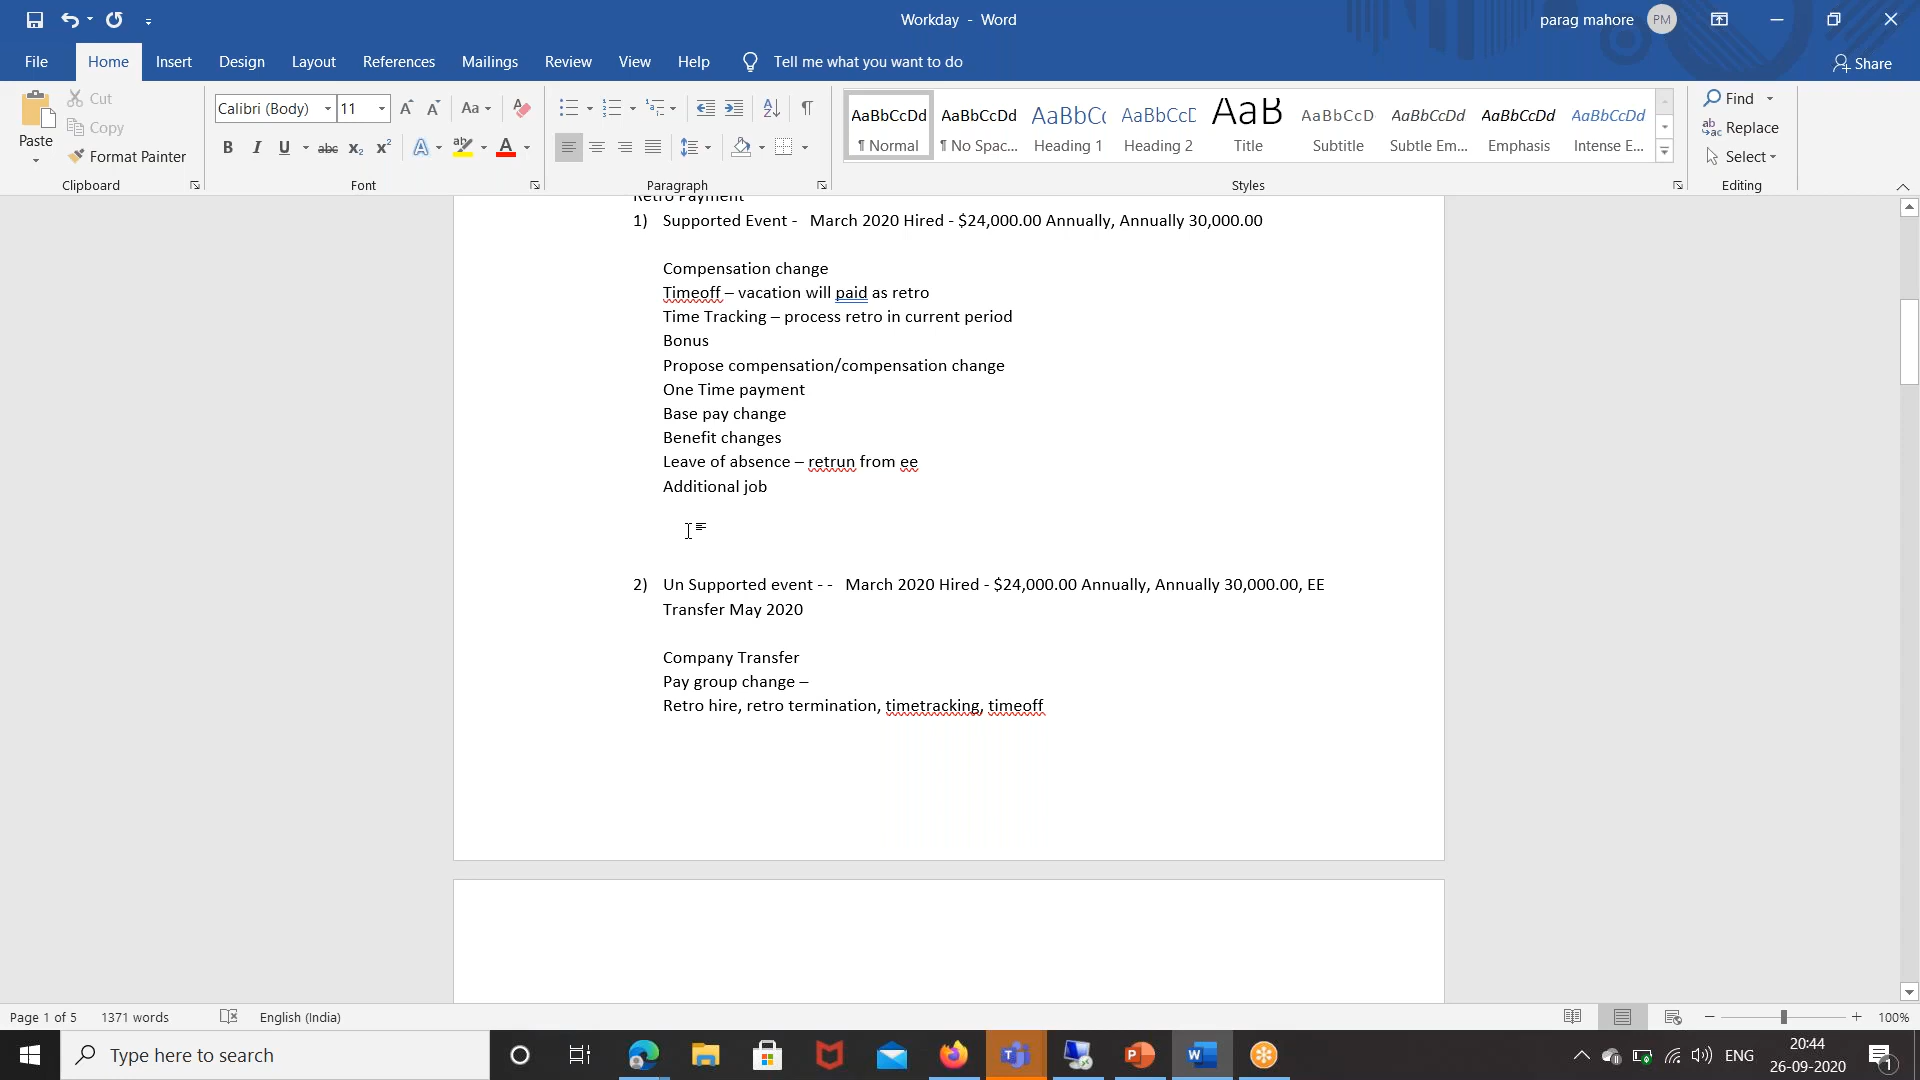 Workday - Word
parag mahore
PM
File
Home
Insert
Design
Layout
References
Mailings
Review
View
Help
Tell me what you want to do
Share
Paste
Cut
Copy
Format Painter
Clipboard
Calibri (Body)
11
Font
Paragraph
AaBbCcDd
¶ Normal
AaBbCcDd
¶ No Spac...
AaBbCc
Heading 1
AaBbCcD
Heading 2
AaB
Title
AaBbCcD
Subtitle
AaBbCcDd
Subtle Em...
AaBbCcDd
Emphasis
AaBbCcDd
Intense E...
Styles
Find
Replace
Select
Editing
Retro Payment
1) Supported Event - March 2020 Hired - $24,000.00 Annually, Annually 30,000.00
Compensation change
Timeoff – vacation will paid as retro
Time Tracking – process retro in current period
Bonus
Propose compensation/compensation change
One Time payment
Base pay change
Benefit changes
Leave of absence – retrun from ee
Additional job
2) Un Supported event - - March 2020 Hired - $24,000.00 Annually, Annually 30,000.00, EE
Transfer May 2020
Company Transfer
Pay group change –
Retro hire, retro termination, timetracking, timeoff
Page 1 of 5
1371 words
English (India)
100%
Type here to search
ENG
20:44
26-09-2020
1